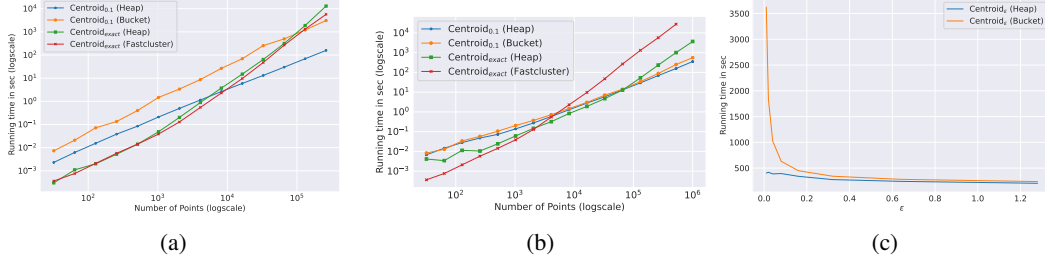 Centroid0.1 (Heap)
Centroid0.1 (Bucket)
Centroidexact (Heap)
Centroidexact (Fastcluster)
Running time in sec (logscale)
10^4
10^3
10^2
10^1
10^0
10^-1
10^-2
10^-3
10^2
10^3
10^4
10^5
Number of Points (logscale)
(a)
Centroid0.1 (Heap)
Centroid0.1 (Bucket)
Centroidexact (Heap)
Centroidexact (Fastcluster)
Running time in sec (logscale)
10^4
10^3
10^2
10^1
10^0
10^-1
10^-2
10^-3
10^2
10^3
10^4
10^5
10^6
Number of Points (logscale)
(b)
Centroidε (Heap)
Centroidε (Bucket)
Running time in sec
3500
3000
2500
2000
1500
1000
500
0.0
0.2
0.4
0.6
0.8
1.0
1.2
ε
(c)